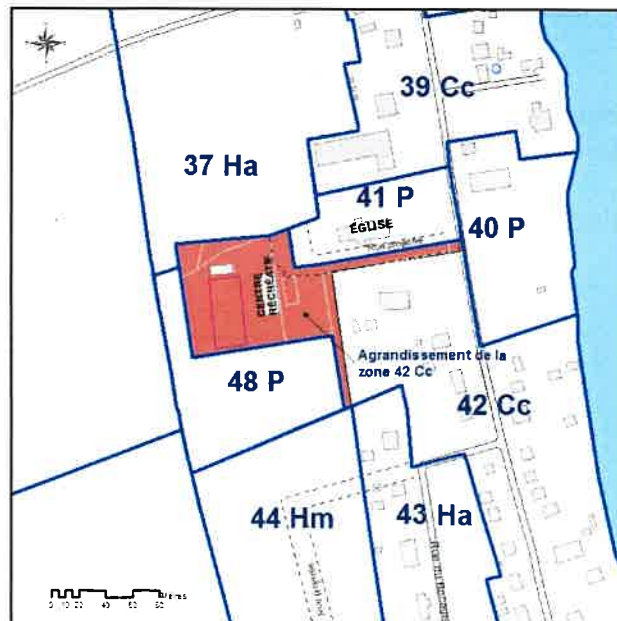 39 Cc
37 Ha
41 P
ÉGLISE
40 P
CENTRE
RÉCRÉATIF
Agrandissement de la
zone 42 Cc
48 P
42 Cc
44 Hm
43 Ha